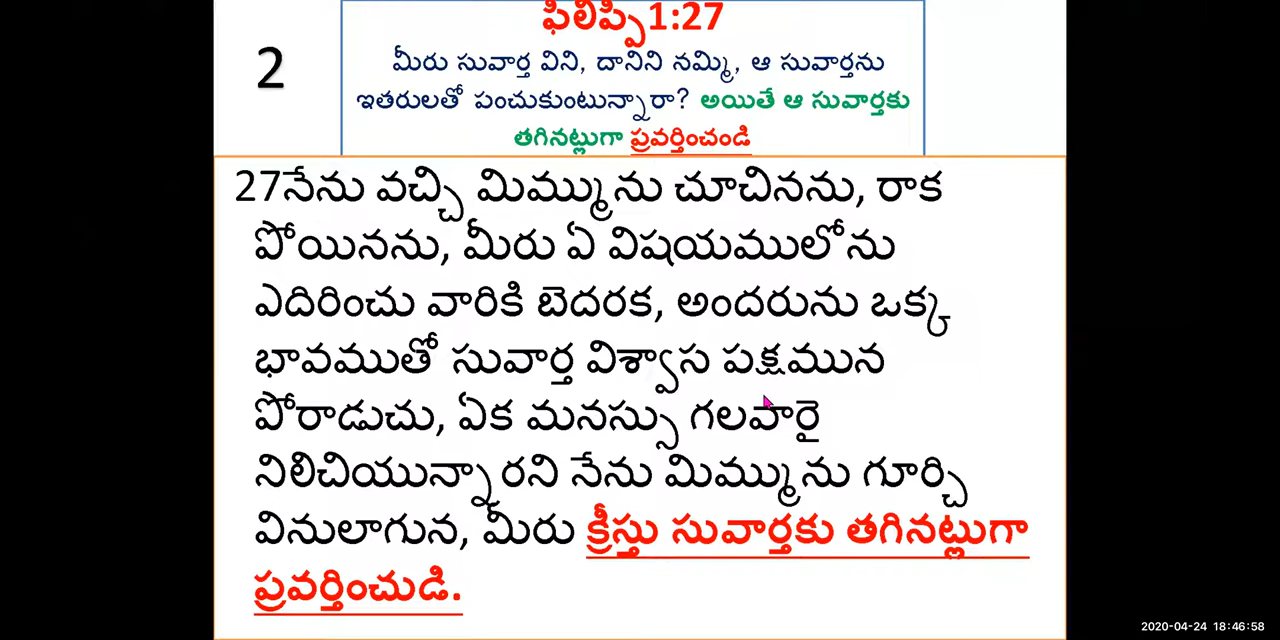 ఫిలిప్పి1:27
2
మీరు సువార్త విని, దానిని నమ్మి, ఆ సువార్తను
ఇతరులతో పంచుకుంటున్నారా? అయితే ఆ సువార్తకు
తగినట్లుగా ప్రవర్తించండి
27నేను వచ్చి మిమ్మును చూచినను, రాక
పోయినను, మీరు ఏ విషయములోను
ఎదిరించు వారికి బెదరక, అందరును ఒక్క
భావముతో సువార్త విశ్వాస పక్షమున
పోరాడుచు, ఏక మనస్సు గలవారై
నిలిచియున్నారని నేను మిమ్మును గూర్చి
వినులాగున, మీరు క్రీస్తు సువార్తకు తగినట్లుగా
ప్రవర్తించుడి.
2020-04-24 18:46:58